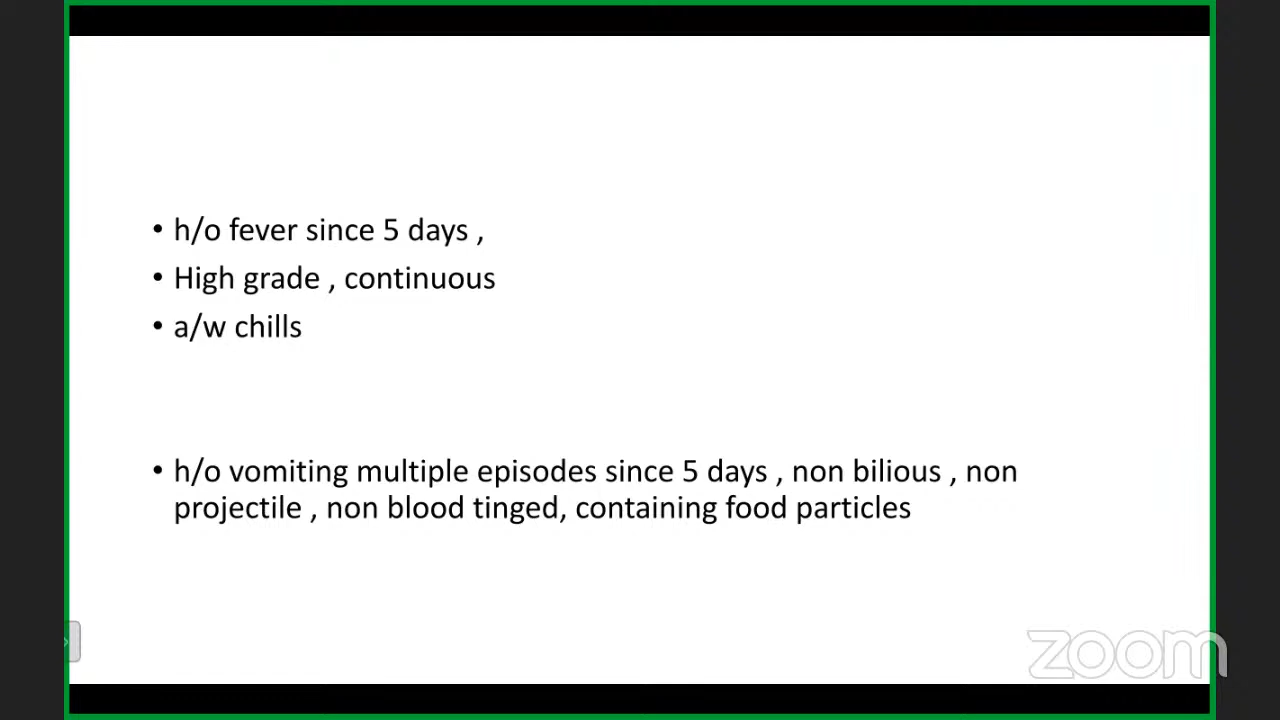 • h/o fever since 5 days ,
• High grade , continuous
• a/w chills
• h/o vomiting multiple episodes since 5 days , non bilious , non
projectile , non blood tinged, containing food particles
zoom